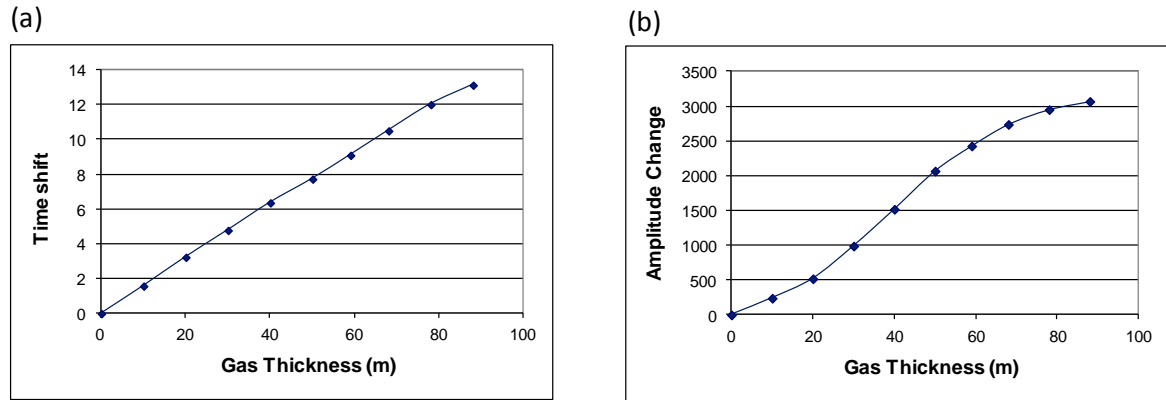 (a)
14
12
10
8
6
4
2
0
0 20 40 60 80 100
Time shift
Gas Thickness (m)
(b)
3500
3000
2500
2000
1500
1000
500
0
0 20 40 60 80 100
Amplitude Change
Gas Thickness (m)